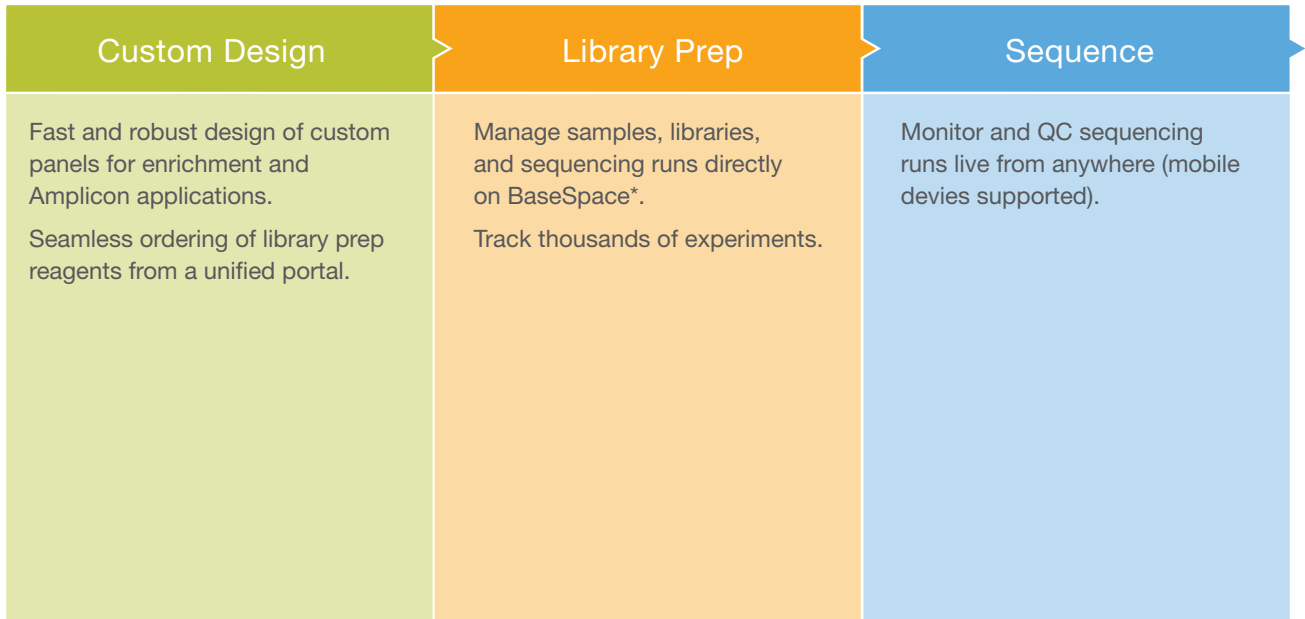 Custom Design
Library Prep
Sequence
Fast and robust design of custom
panels for enrichment and
Amplicon applications.
Seamless ordering of library prep
reagents from a unified portal.
Manage samples, libraries,
and sequencing runs directly
on BaseSpace*.
Track thousands of experiments.
Monitor and QC sequencing
runs live from anywhere (mobile
devies supported).